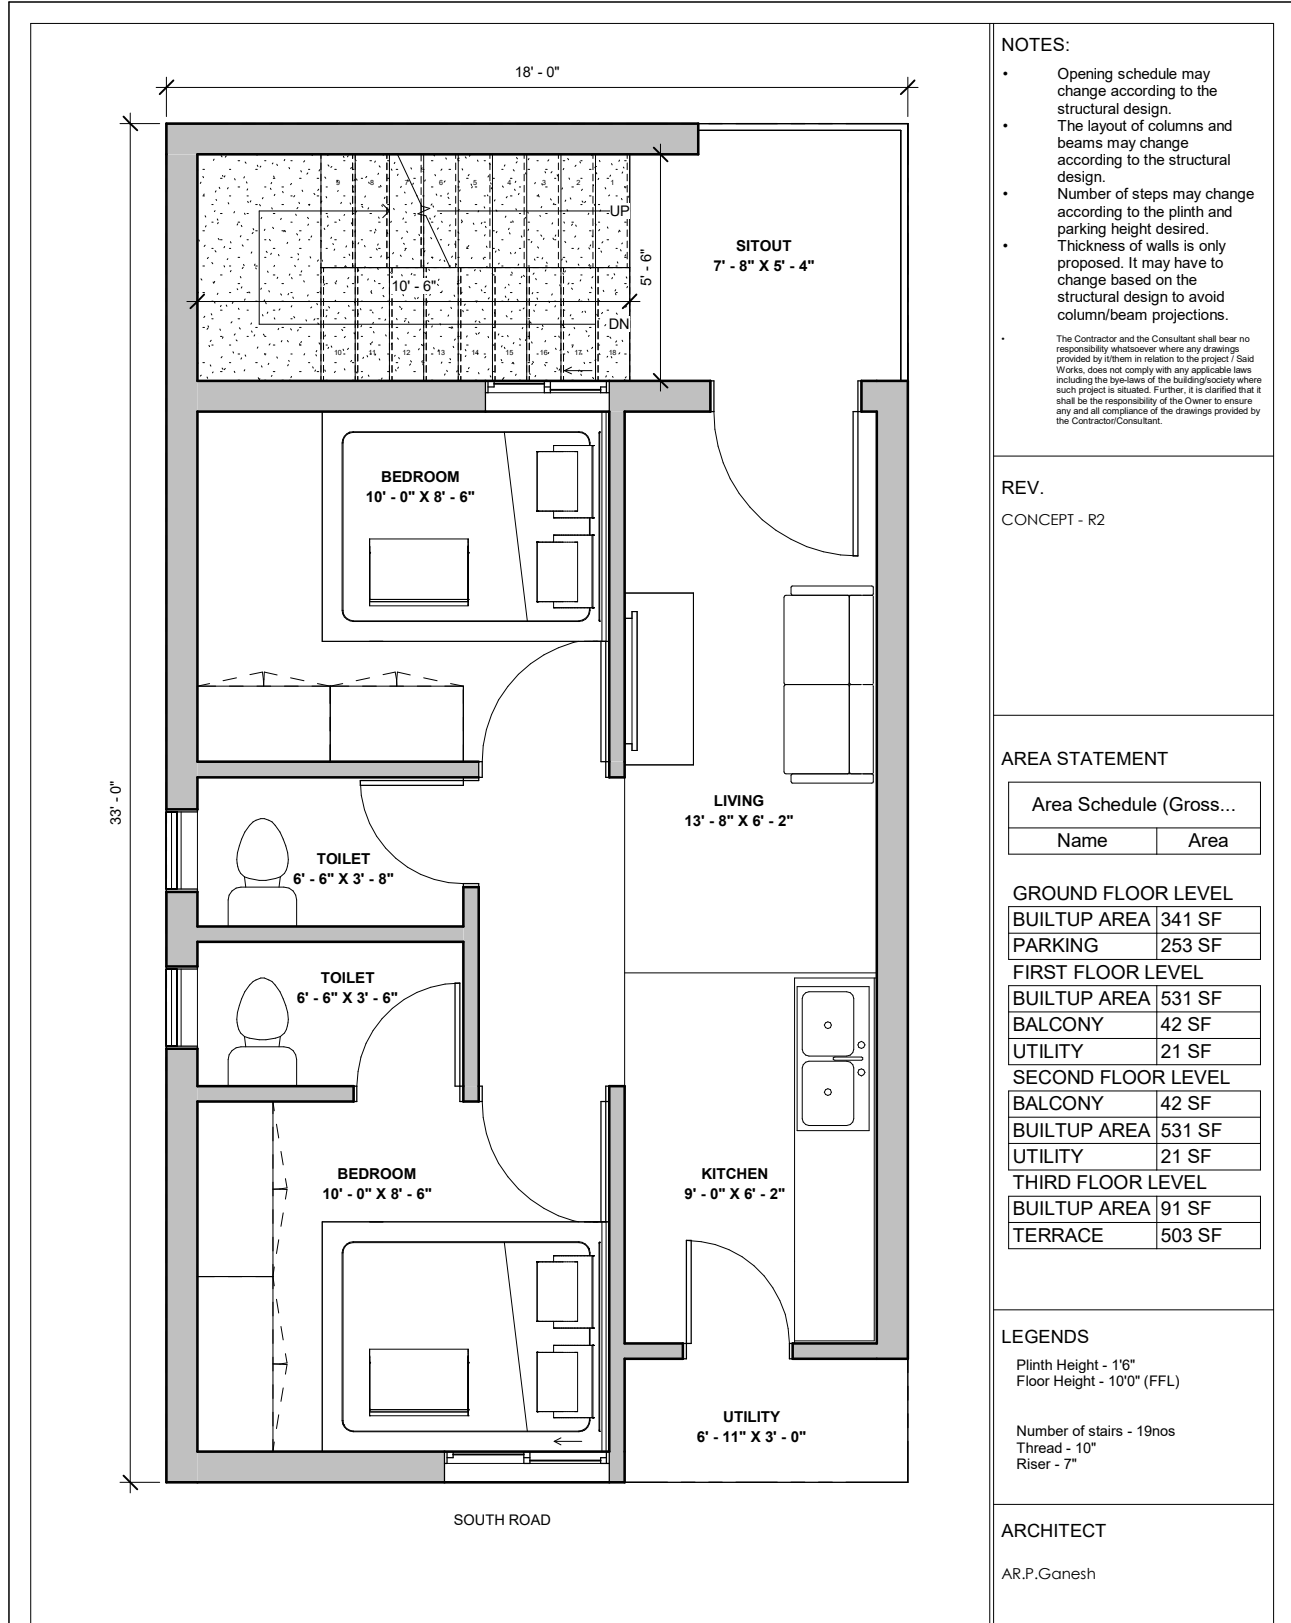 18' - 0"
33' - 0"
9 8 7 6 5 4 3 2 1
UP
10' - 6"
5' - 6"
DN
10 11 12 13 14 15 16 17 18
SITOUT
7' - 8" X 5' - 4"
BEDROOM
10' - 0" X 8' - 6"
LIVING
13' - 8" X 6' - 2"
TOILET
6' - 6" X 3' - 8"
TOILET
6' - 6" X 3' - 6"
BEDROOM
10' - 0" X 8' - 6"
KITCHEN
9' - 0" X 6' - 2"
UTILITY
6' - 11" X 3' - 0"
SOUTH ROAD
NOTES:
• Opening schedule may
change according to the
structural design.
• The layout of columns and
beams may change
according to the structural
design.
• Number of steps may change
according to the plinth and
parking height desired.
• Thickness of walls is only
proposed. It may have to
change based on the
structural design to avoid
column/beam projections.
• The Contractor and the Consultant shall bear no
responsibility whatsoever where any drawings
provided by it/them in relation to the project / Said
Works, does not comply with any applicable laws
including the bye-laws of the building/society where
such project is situated. Further, it is clarified that it
shall be the responsibility of the Owner to ensure
any and all compliance of the drawings provided by
the Contractor/Consultant.
REV.
CONCEPT - R2
AREA STATEMENT
Area Schedule (Gross...
Name Area
GROUND FLOOR LEVEL
BUILTUP AREA 341 SF
PARKING 253 SF
FIRST FLOOR LEVEL
BUILTUP AREA 531 SF
BALCONY 42 SF
UTILITY 21 SF
SECOND FLOOR LEVEL
BALCONY 42 SF
BUILTUP AREA 531 SF
UTILITY 21 SF
THIRD FLOOR LEVEL
BUILTUP AREA 91 SF
TERRACE 503 SF
LEGENDS
Plinth Height - 1'6"
Floor Height - 10'0" (FFL)
Number of stairs - 19nos
Thread - 10"
Riser - 7"
ARCHITECT
AR.P.Ganesh